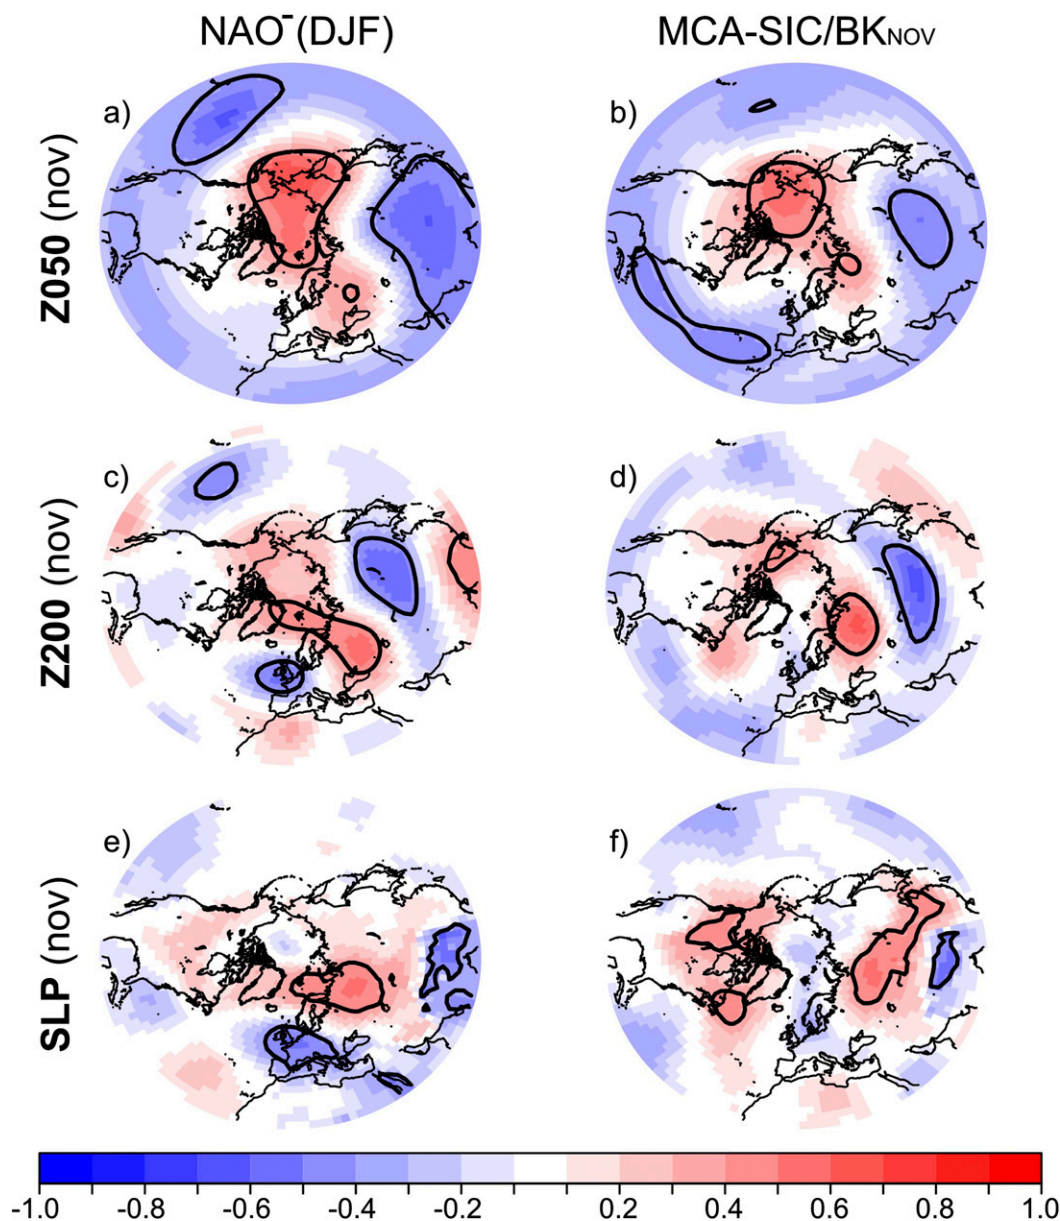 NAO⁻(DJF) MCA-SIC/BKNOV
a) b)
Z050 (nov)
c) d)
Z200 (nov)
e) f)
SLP (nov)
-1.0 -0.8 -0.6 -0.4 -0.2 0.2 0.4 0.6 0.8 1.0